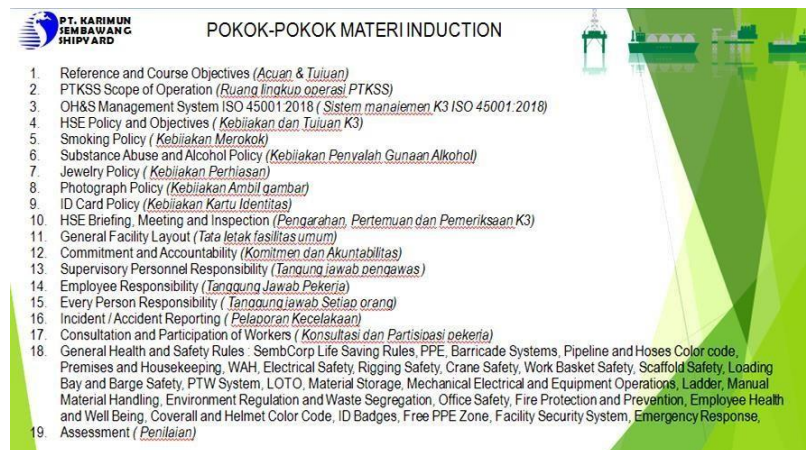 PT. KARIMUN
SEMBAWANG
SHIPYARD
POKOK-POKOK MATERI INDUCTION
1. Reference and Course Objectives (Acuan & Tujuan)
2. PTKSS Scope of Operation (Ruang lingkup operasi PTKSS)
3. OH&S Management System ISO 45001:2018 ( Sistem manajemen K3 ISO 45001:2018)
4. HSE Policy and Objectives ( Kebijakan dan Tujuan K3)
5. Smoking Policy ( Kebijakan Merokok)
6. Substance Abuse and Alcohol Policy (Kebijakan Penyalah Gunaan Alkohol)
7. Jewelry Policy ( Kebijakan Perhiasan)
8. Photograph Policy (Kebijakan Ambil gambar)
9. ID Card Policy (Kebijakan Kartu Identitas)
10. HSE Briefing, Meeting and Inspection (Pengarahan, Pertemuan dan Pemeriksaan K3)
11. General Facility Layout (Tata letak fasilitas umum)
12. Commitment and Accountability (Komitmen dan Akuntabilitas)
13. Supervisory Personnel Responsibility (Tangung jawab pengawas )
14. Employee Responsibility (Tanggung Jawab Pekerja)
15. Every Person Responsibility ( Tanggung jawab Setiap orang)
16. Incident / Accident Reporting ( Pelaporan Kecelakaan)
17. Consultation and Participation of Workers ( Konsultasi dan Partisipasi pekerja)
18. General Health and Safety Rules : SembCorp Life Saving Rules, PPE, Barricade Systems, Pipeline and Hoses Color code,
Premises and Housekeeping, WAH, Electrical Safety, Rigging Safety, Crane Safety, Work Basket Safety, Scaffold Safety, Loading
Bay and Barge Safety, PTW System, LOTO, Material Storage, Mechanical Electrical and Equipment Operations, Ladder, Manual
Material Handling, Environment Regulation and Waste Segregation, Office Safety, Fire Protection and Prevention, Employee Health
and Well Being, Coverall and Helmet Color Code, ID Badges, Free PPE Zone, Facility Security System, Emergency Response,
19. Assessment ( Penilaian)